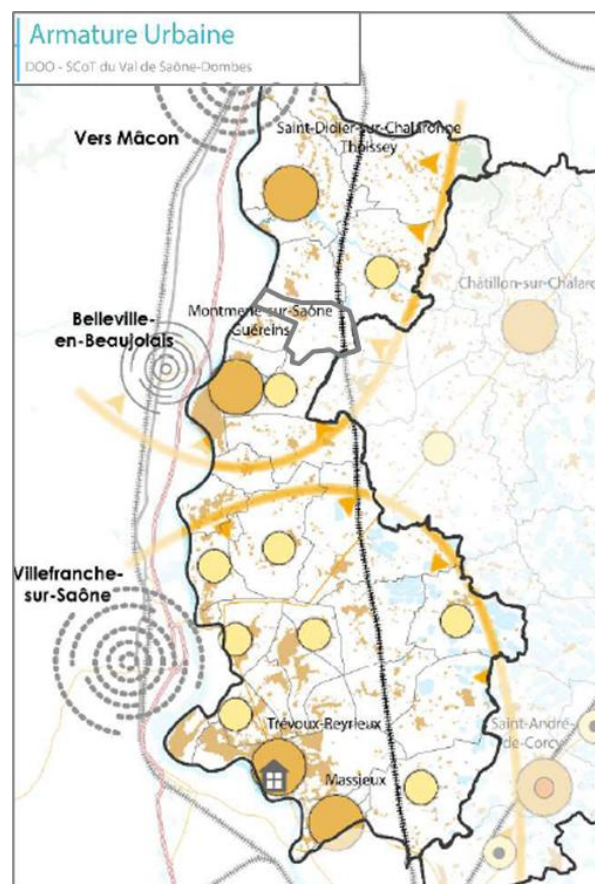 Armature Urbaine
DOO - SCoT du Val de Saône-Dombes
Vers Mâcon
Saint-Didier-sur-Chalaronne
Thoissey
Châtillon-sur-Chalaro
Belleville-
en-Beaujolais
Montmerle-sur-Saône
Guéreins
Villefranche-
sur-Saône
Trévoux-Reyrieux
Massieux
Saint-André-
de-Corcy